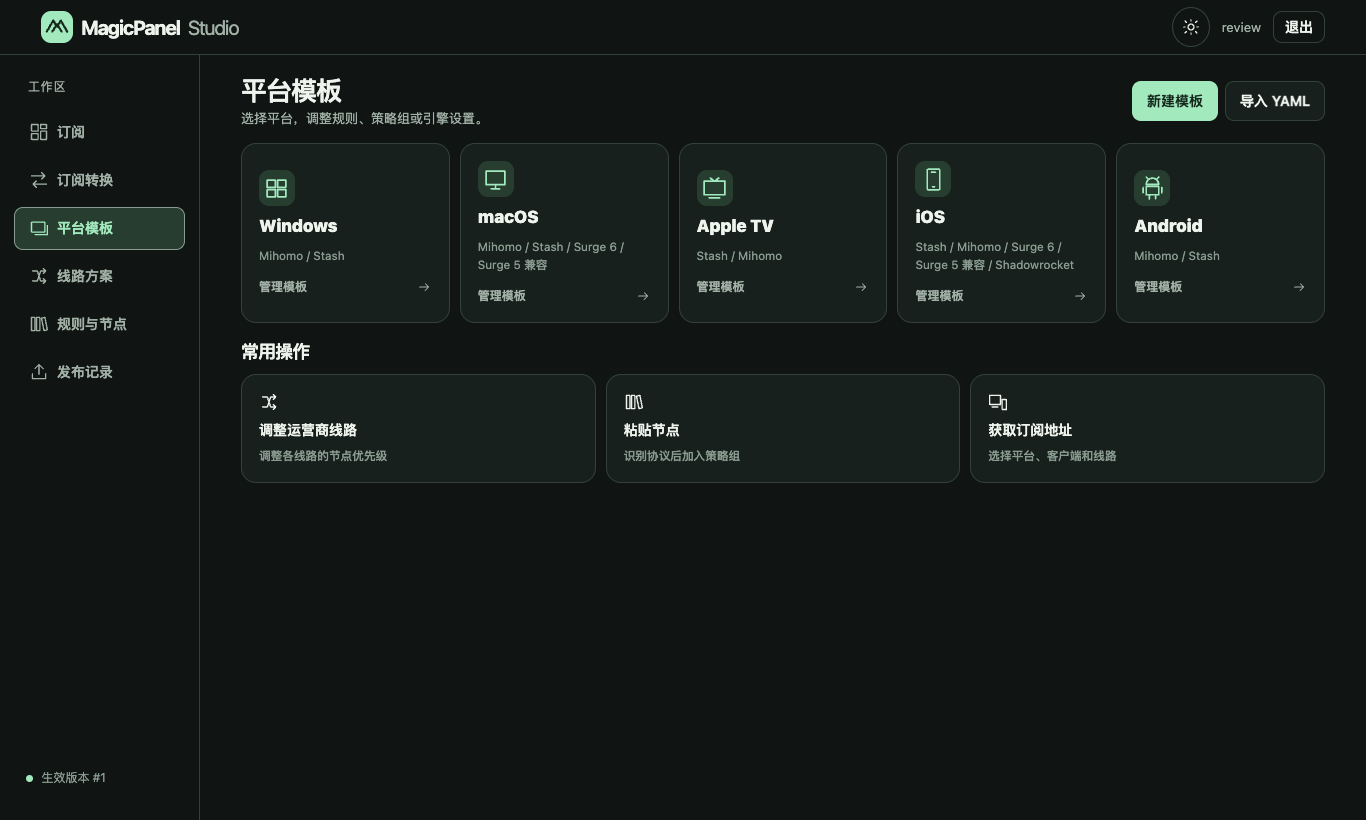 MagicPanel Studio
review
退出
工作区
订阅
订阅转换
平台模板
线路方案
规则与节点
发布记录
生效版本 #1
平台模板
选择平台，调整规则、策略组或引擎设置。
新建模板
导入 YAML
Windows
Mihomo / Stash
管理模板
macOS
Mihomo / Stash / Surge 6 /
Surge 5 兼容
管理模板
Apple TV
Stash / Mihomo
管理模板
iOS
Stash / Mihomo / Surge 6 /
Surge 5 兼容 / Shadowrocket
管理模板
Android
Mihomo / Stash
管理模板
常用操作
调整运营商线路
调整各线路的节点优先级
粘贴节点
识别协议后加入策略组
获取订阅地址
选择平台、客户端和线路